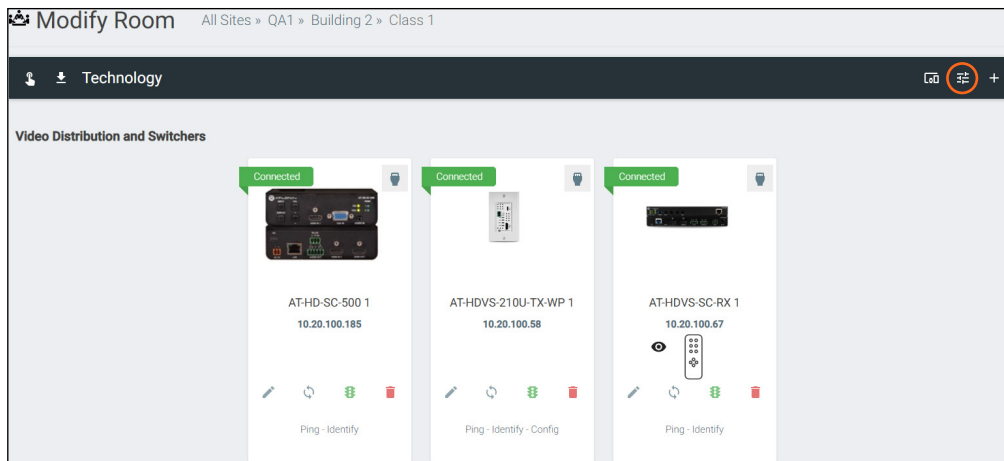 Modify Room All Sites » QA1 » Building 2 » Class 1
Technology
Video Distribution and Switchers
Connected
Connected
Connected
AT-HD-SC-500 1
AT-HDVS-210U-TX-WP 1
AT-HDVS-SC-RX 1
10.20.100.185
10.20.100.58
10.20.100.67
Ping - Identify
Ping - Identify - Config
Ping - Identify